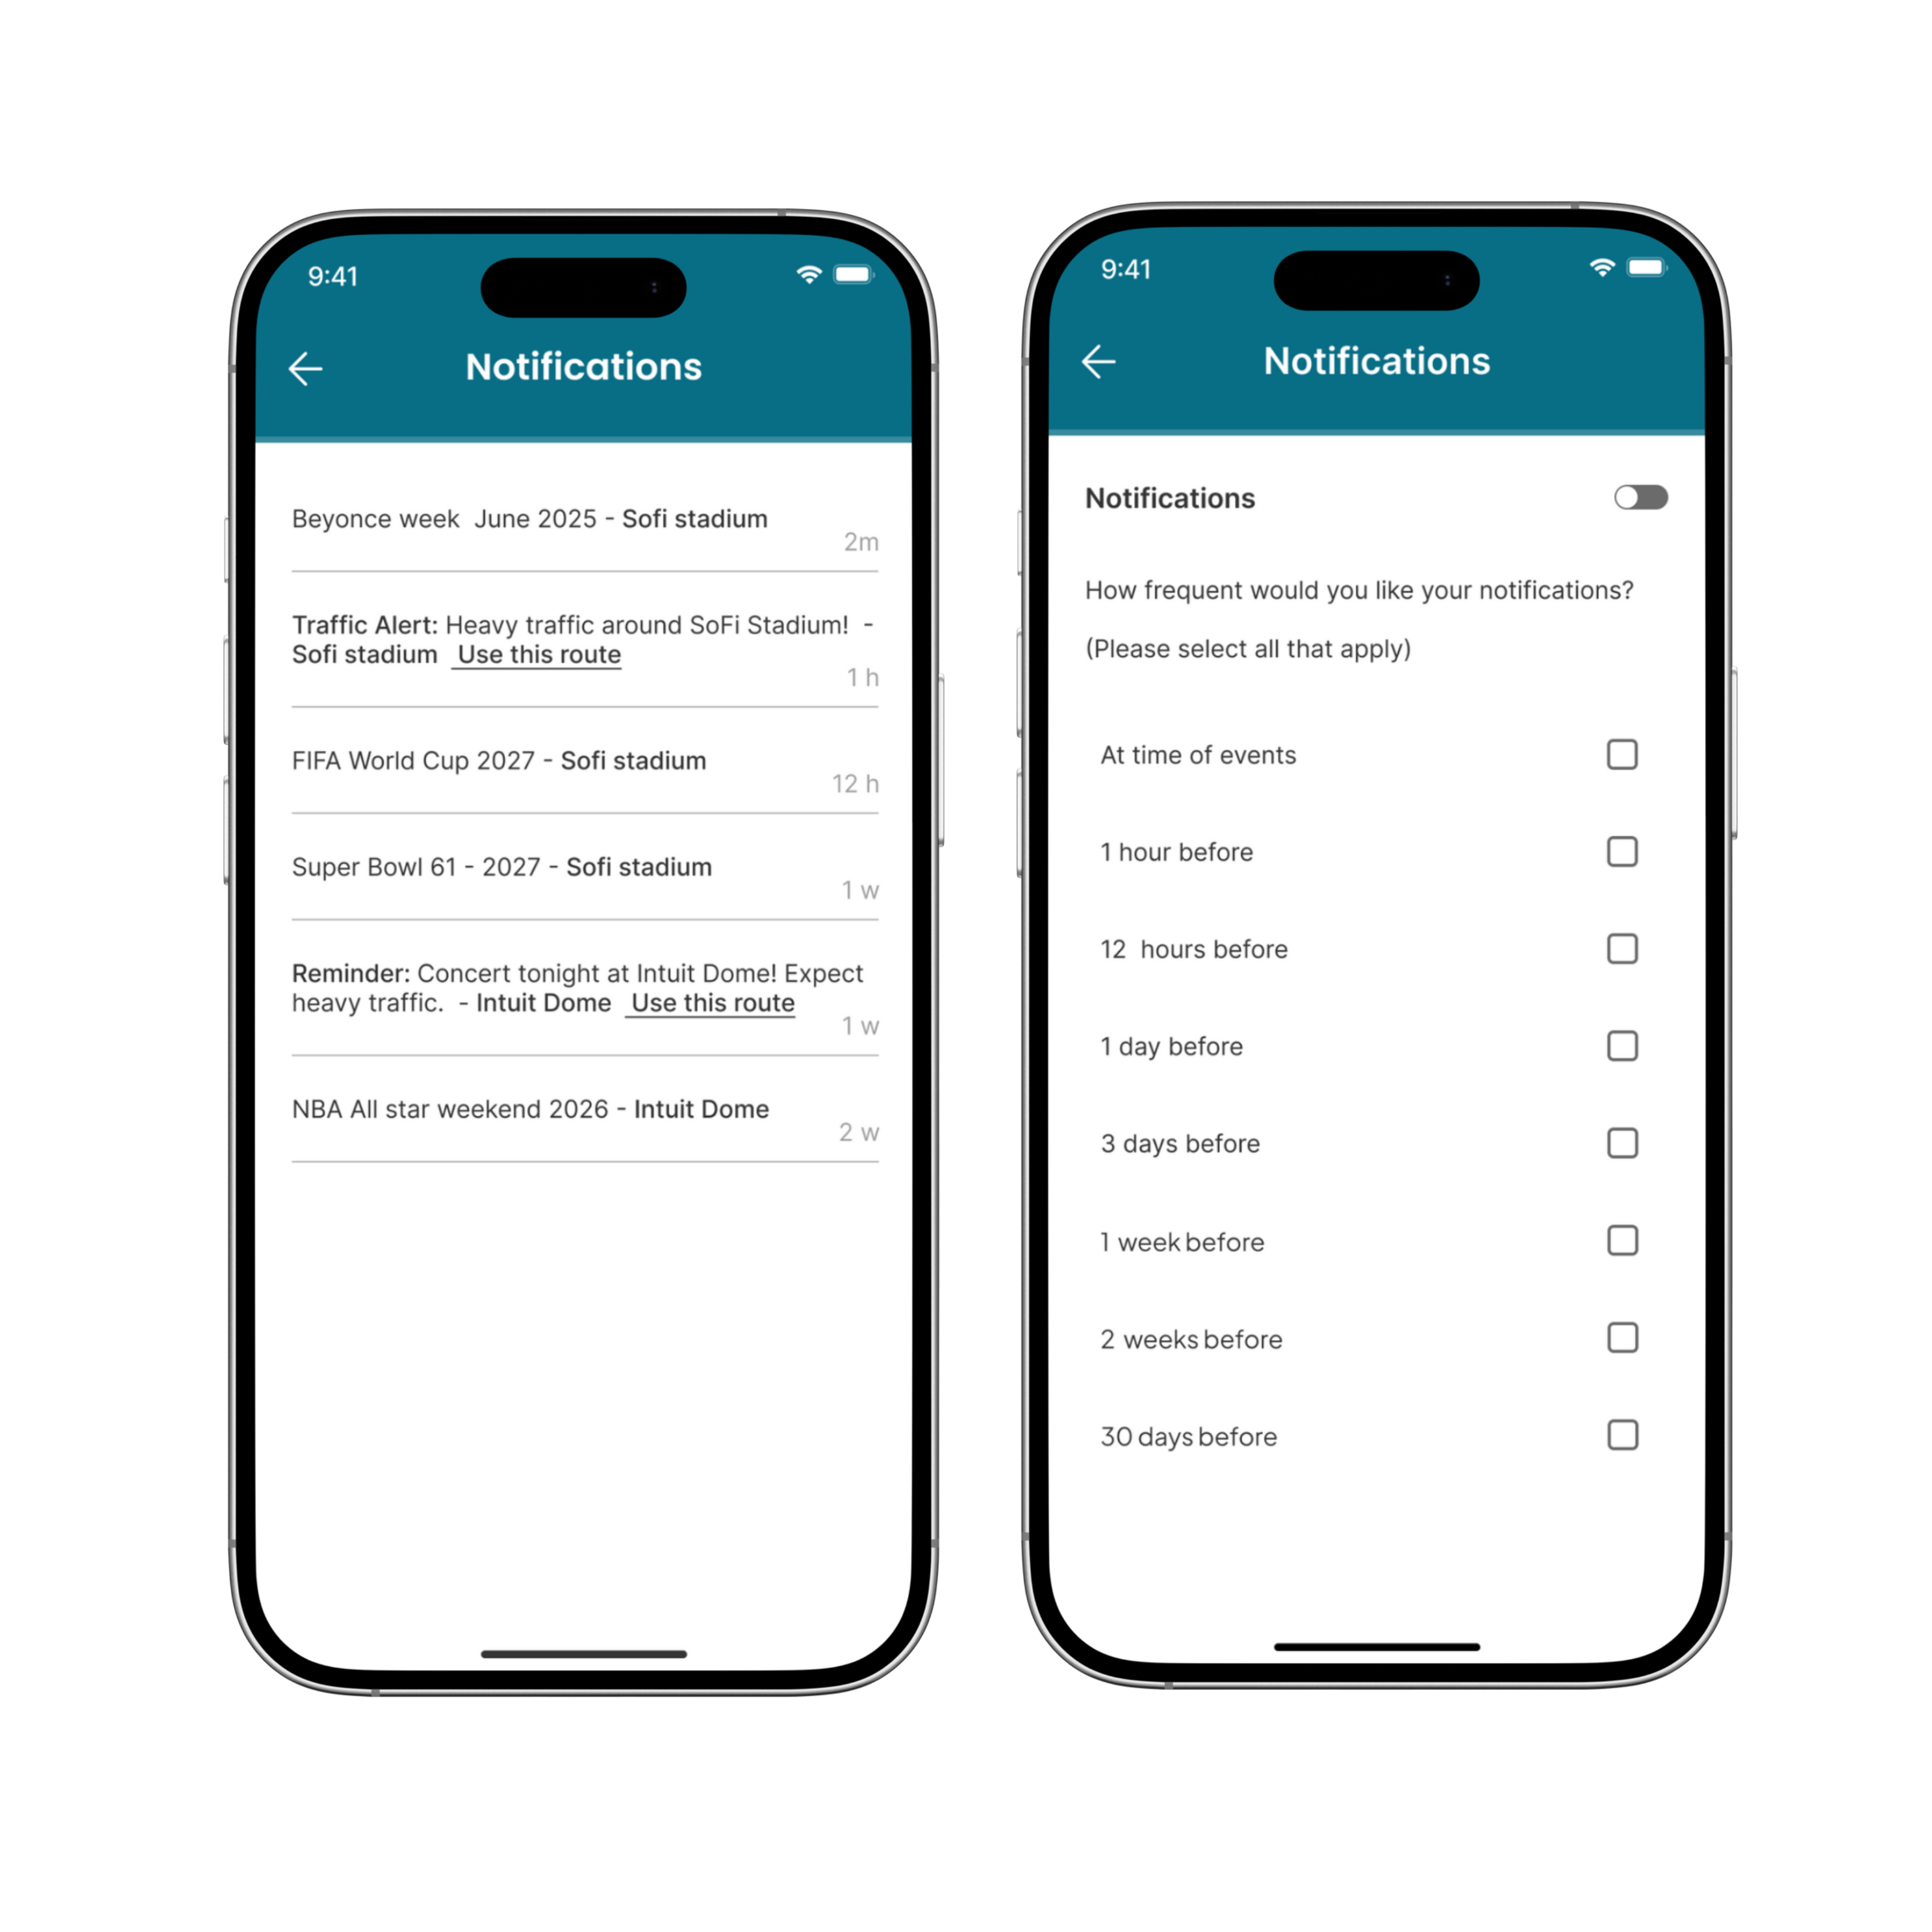 9:41
Notifications
Beyonce week  June 2025 - Sofi stadium
2m
Traffic Alert: Heavy traffic around SoFi Stadium!  -
Sofi stadium   Use this route
1 h
FIFA World Cup 2027 - Sofi stadium
12 h
Super Bowl 61 - 2027 - Sofi stadium
1 w
Reminder: Concert tonight at Intuit Dome! Expect
heavy traffic.  - Intuit Dome   Use this route
1 w
NBA All star weekend 2026 - Intuit Dome
2 w
9:41
Notifications
Notifications
How frequent would you like your notifications?
(Please select all that apply)
At time of events
1 hour before
12  hours before
1 day before
3 days before
1 week before
2 weeks before
30 days before